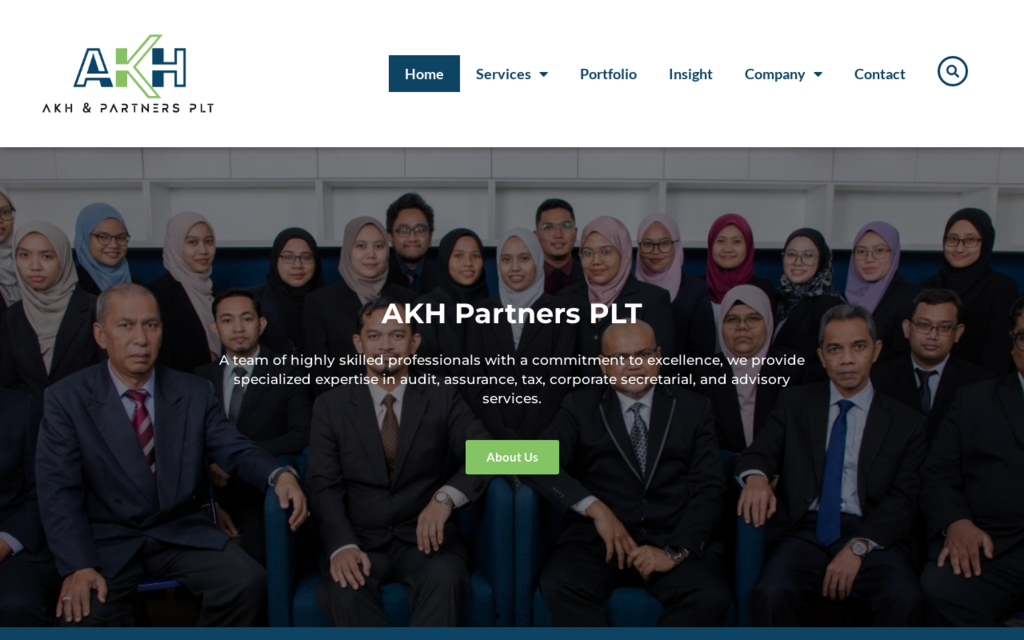 AKH
AKH & PARTNERS PLT
Home
Services
Portfolio
Insight
Company
Contact
AKH Partners PLT
A team of highly skilled professionals with a commitment to excellence, we provide
specialized expertise in audit, assurance, tax, corporate secretarial, and advisory
services.
About Us